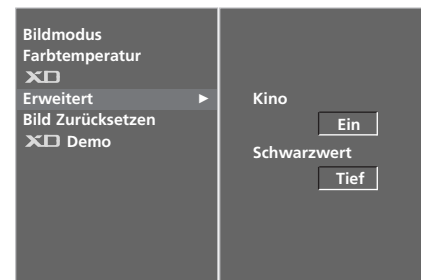 Bildmodus
Farbtemperatur
XD
Erweitert ►
Bild Zurücksetzen
XD Demo
Kino
Ein
Schwarzwert
Tief